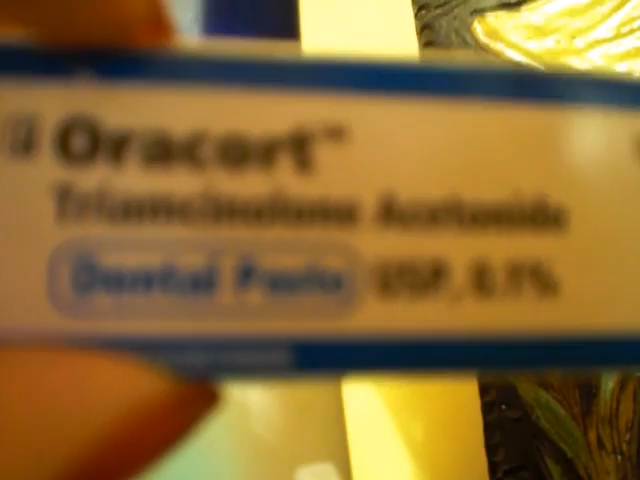 Oracort™
Triamcinolone Acetonide
Dental Paste USP, 0.1%